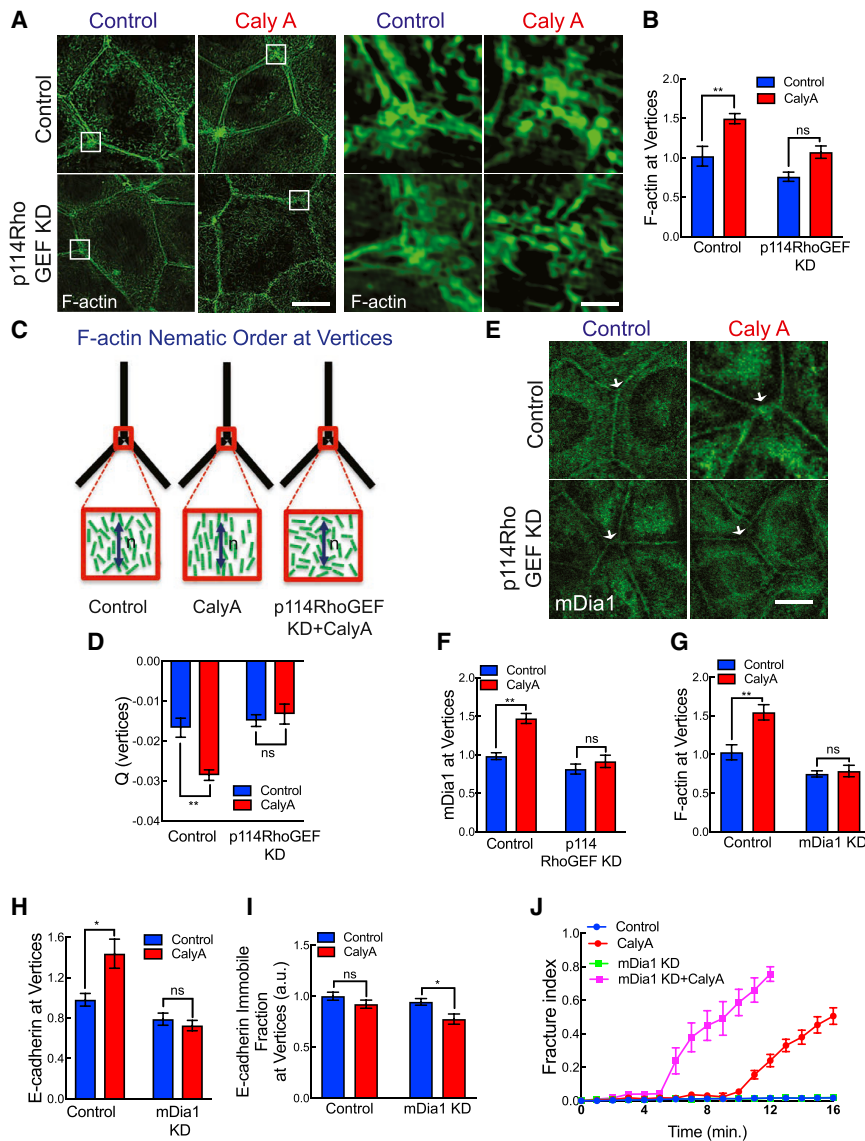 A
Control
Caly A
Control
Caly A
Control
p114Rho
GEF KD
F-actin
F-actin
B
F-actin at Vertices
2.0
1.5
1.0
0.5
0.0
Control
CalyA
**
ns
Control
p114RhoGEF
KD
C
F-actin Nematic Order at Vertices
n
n
n
Control
CalyA
p114RhoGEF
KD+CalyA
D
Q (vertices)
0.00
-0.01
-0.02
-0.03
-0.04
**
ns
Control
CalyA
Control
p114RhoGEF
KD
E
Control
Caly A
Control
p114Rho
GEF KD
mDia1
F
mDia1 at Vertices
2.0
1.5
1.0
0.5
0.0
Control
CalyA
**
ns
Control
p114
RhoGEF KD
G
F-actin at Vertices
2.0
1.5
1.0
0.5
0.0
Control
CalyA
**
ns
Control
mDia1 KD
H
E-cadherin at Vertices
1.6
1.2
0.8
0.4
0.0
Control
CalyA
*
ns
Control
mDia1
KD
I
E-cadherin Immobile
Fraction
at Vertices (a.u.)
1.5
1.0
0.5
0.0
Control
CalyA
ns
*
Control
mDia1 KD
J
Fracture index
1.0
0.8
0.6
0.4
0.2
0.0
Control
CalyA
mDia1 KD
mDia1 KD+CalyA
0
4
8
12
16
Time (min.)